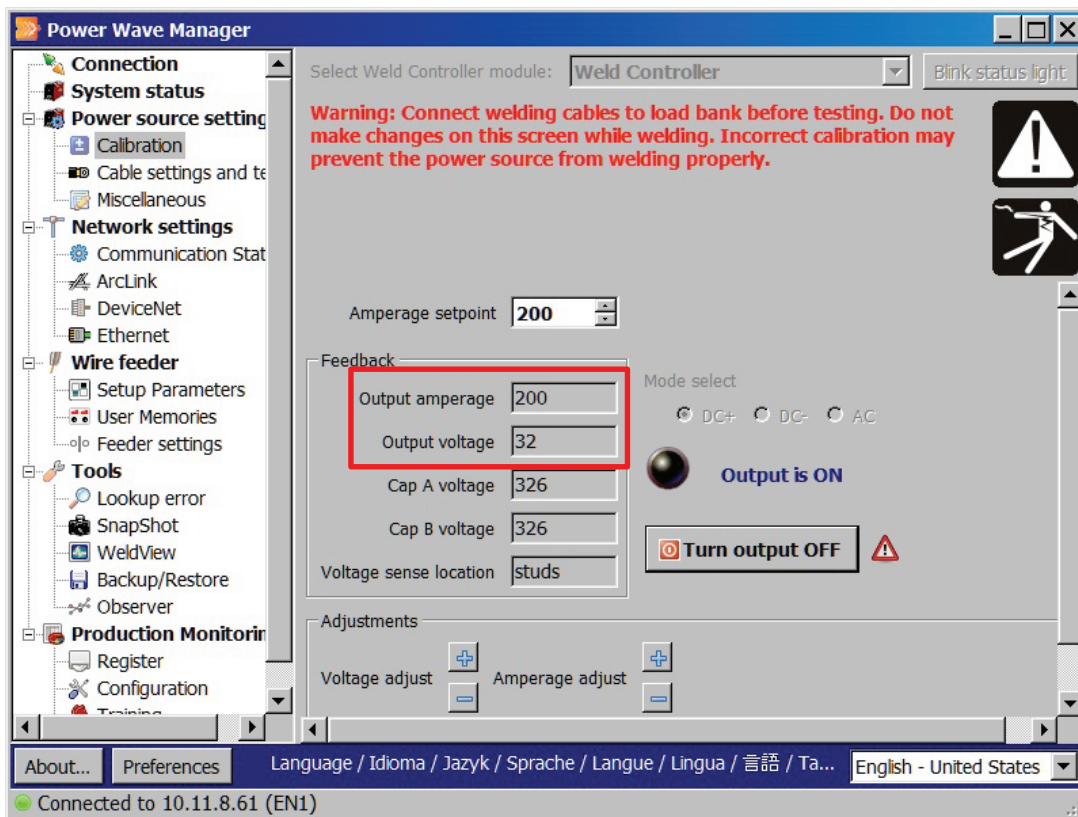 Power Wave Manager
Connection
System status
Power source setting
Calibration
Cable settings and te
Miscellaneous
Network settings
Communication Stat
ArcLink
DeviceNet
Ethernet
Wire feeder
Setup Parameters
User Memories
Feeder settings
Tools
Lookup error
SnapShot
WeldView
Backup/Restore
Observer
Production Monitorin
Register
Configuration
Training
Select Weld Controller module: Weld Controller Blink status light
Warning: Connect welding cables to load bank before testing. Do not
make changes on this screen while welding. Incorrect calibration may
prevent the power source from welding properly.
Amperage setpoint 200
Feedback
Output amperage 200
Output voltage 32
Cap A voltage 326
Cap B voltage 326
Voltage sense location studs
Mode select
DC+ DC- AC
Output is ON
Turn output OFF
Adjustments
Voltage adjust Amperage adjust
About... Preferences Language / Idioma / Jazyk / Sprache / Langue / Lingua / 言語 / Ta... English - United States
Connected to 10.11.8.61 (EN1)